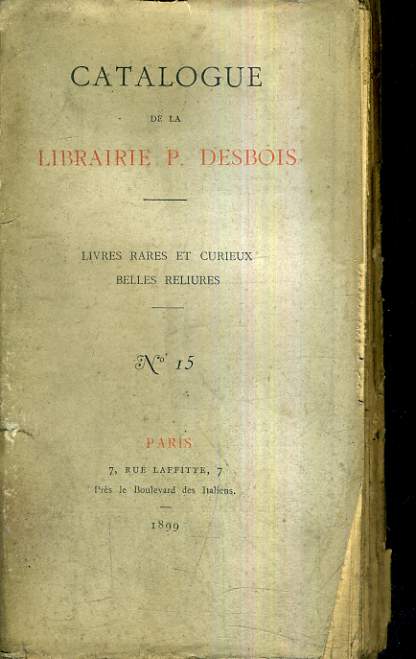 CATALOGUE
DE LA
LIBRAIRIE P. DESBOIS
LIVRES RARES ET CURIEUX
BELLES RELIURES
Nº 15
PARIS
7, RUE LAFFITTE, 7
Près le Boulevard des Italiens.
1899